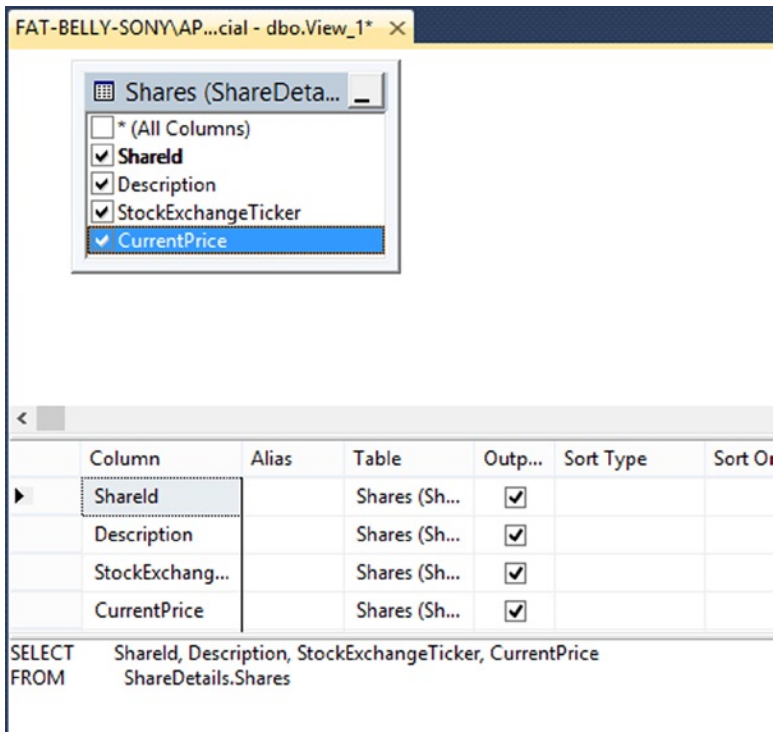 FAT-BELLY-SONY\AP...cial - dbo.View_1* ×
Shares (ShareDeta...
* (All Columns)
ShareId
Description
StockExchangeTicker
CurrentPrice
Column Alias Table Outp... Sort Type Sort Or
ShareId Shares (Sh...
Description Shares (Sh...
StockExchang... Shares (Sh...
CurrentPrice Shares (Sh...
SELECT ShareId, Description, StockExchangeTicker, CurrentPrice
FROM ShareDetails.Shares